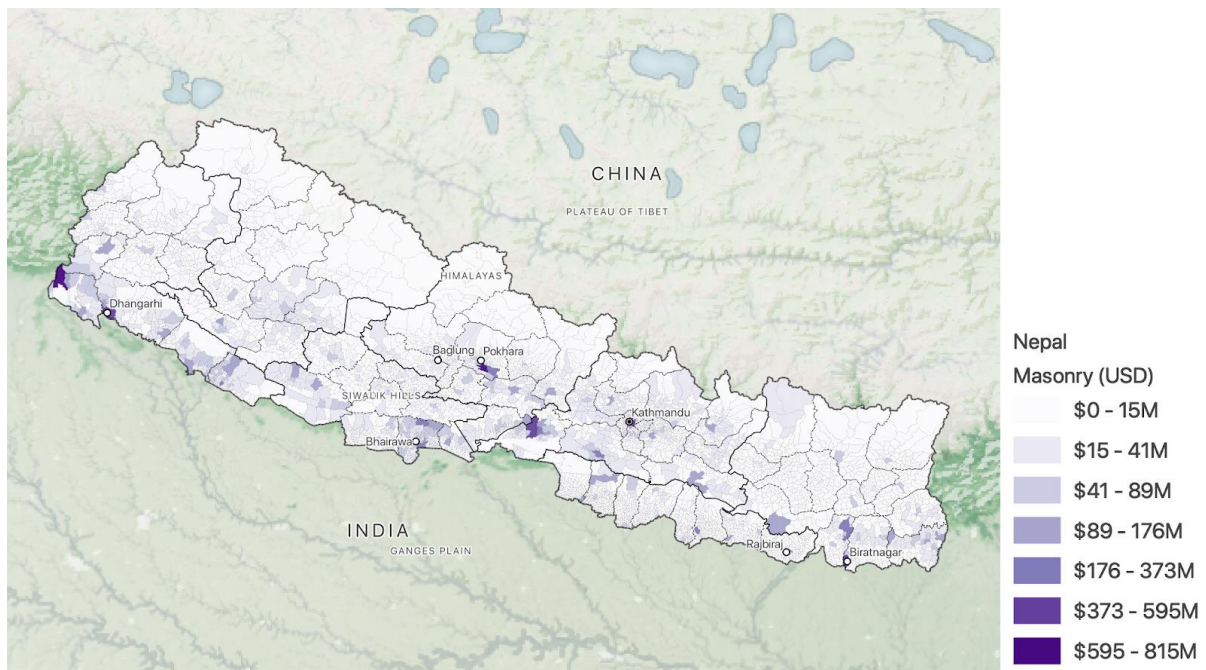 CHINA
PLATEAU OF TIBET
HIMALAYAS
Dhangarhi
Baglung
Pokhara
SIWALIK HILLS
Kathmandu
Bhairawa
INDIA
GANGES PLAIN
Rajbiraj
Biratnagar
Nepal
Masonry (USD)
$0 - 15M
$15 - 41M
$41 - 89M
$89 - 176M
$176 - 373M
$373 - 595M
$595 - 815M